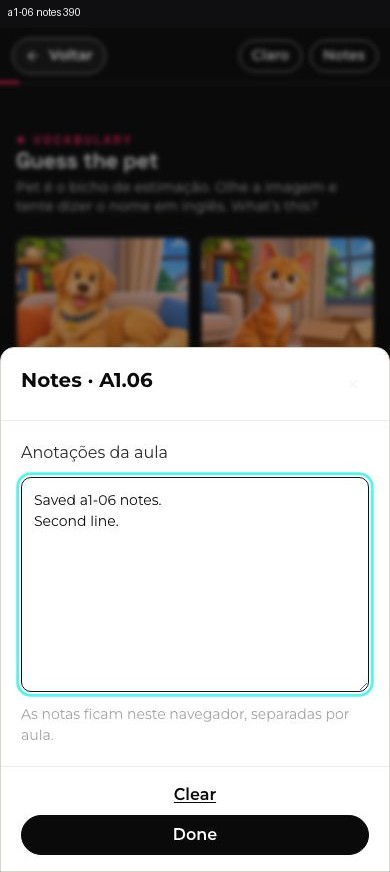 a1-06 notes 390
← Voltar
Claro
Notes
VOCABULARY
Guess the pet
Pet é o bicho de estimação. Olhe a imagem e
tente dizer o nome em inglês. What's this?
Notes · A1.06
×
Anotações da aula
Saved a1-06 notes.
Second line.
As notas ficam neste navegador, separadas por
aula.
Clear
Done